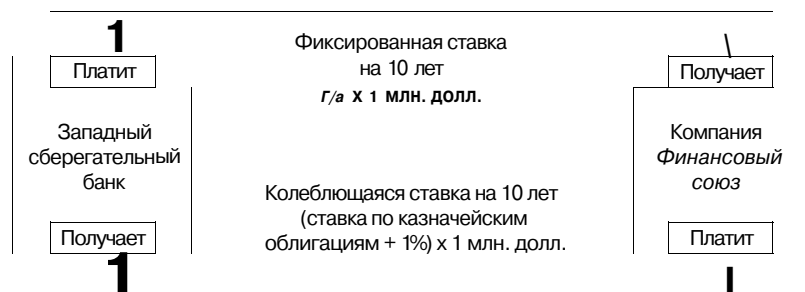 1
Фиксированная ставка
на 10 лет
Г/а X 1 МЛН. ДОЛЛ.
\
Платит
Получает
Западный
сберегательный
банк
Компания
Финансовый
союз
Колеблющаяся ставка на 10 лет
(ставка по казначейским
облигациям + 1%) x 1 млн. долл.
Получает
Платит
1